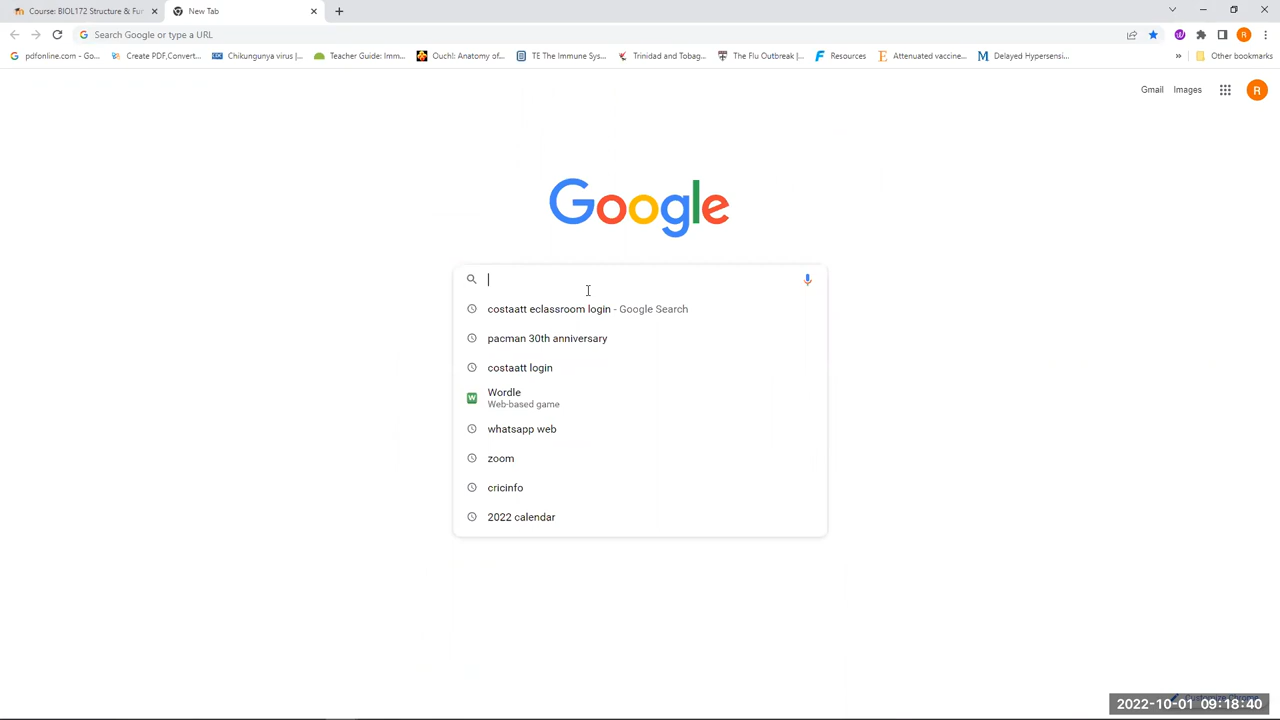 Course: BIOL172 Structure & Fun
New Tab
Search Google or type a URL
R
pdfonline.com - Go...
Create PDF,Convert...
Chikungunya virus |...
Teacher Guide: Imm...
Ouch!: Anatomy of...
TE The Immune Sys...
Trinidad and Tobag...
The Flu Outbreak |...
Resources
Attenuated vaccine...
Delayed Hypersensi...
»
Other bookmarks
Gmail
Images
R
Google
costaatt eclassroom login - Google Search
pacman 30th anniversary
costaatt login
Wordle
Web-based game
whatsapp web
zoom
cricinfo
2022 calendar
Customize Chrome
2022-10-01 09:18:40